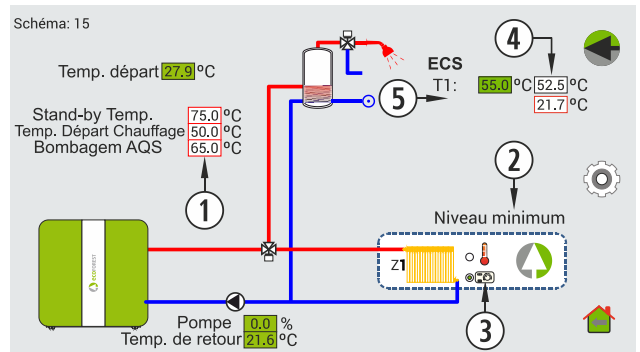 Schéma: 15
Temp. départ 27.9 ºC
ECS
T1: 55.0 ºC 52.5 ºC
21.7 ºC
4
5
Stand-by Temp. 75.0 ºC
Temp. Départ Chauffage 50.0 ºC
Bombagem AQS 65.0 ºC
1
2
Niveau minimum
Z1
3
ECOFOREST
Pompe 0.0 %
Temp. de retour 21.6 ºC